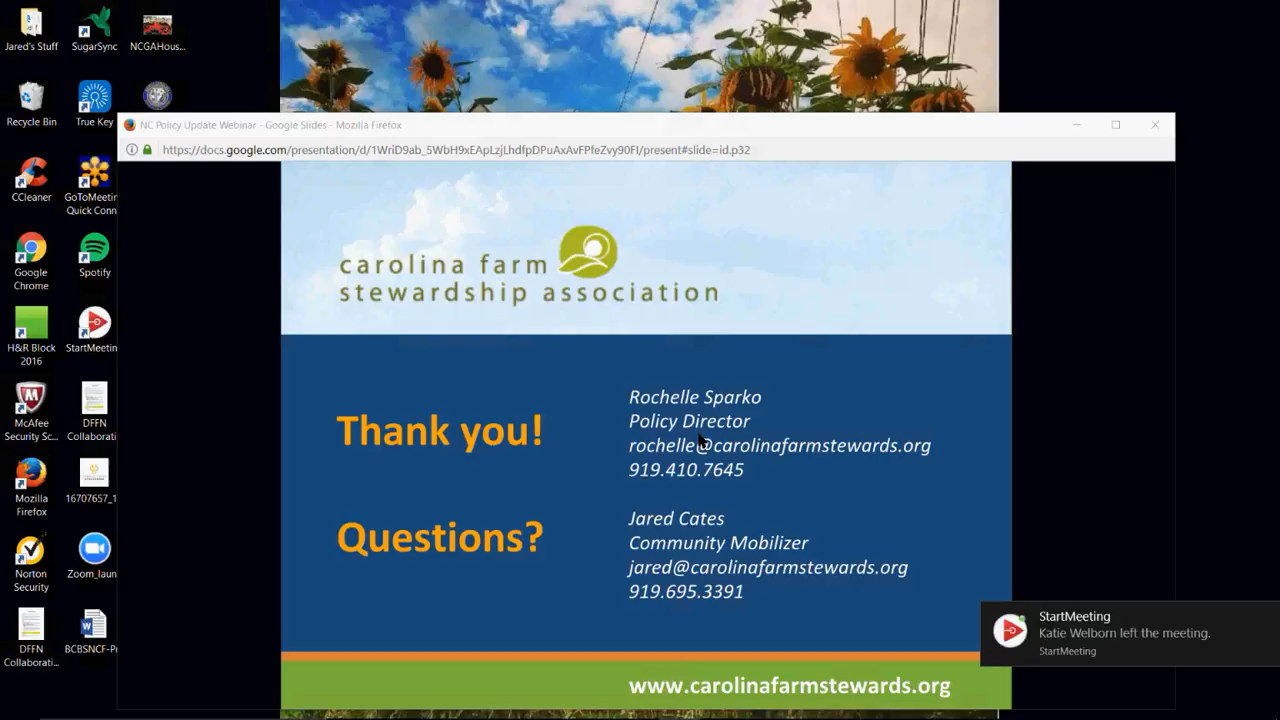 Jared's Stuff
SugarSync
NCGAHous...
Recycle Bin
True Key
CCleaner
GoToMeetin
Quick Conn
Google
Chrome
Spotify
H&R Block
2016
StartMeetin
McAfee
Security Sc...
DFFN
Collaborati
Mozilla
Firefox
16707657_1
Norton
Security
Zoom_laun
DFFN
Collaborati...
BCBSNCF-Pr
NC Policy Update Webinar - Google Slides - Mozilla Firefox
https://docs.google.com/presentation/d/1WriD9ab_5WbH9xEApLzjLhdfpDPuAxAvFPfeZvy90FI/present#slide=id.p32
carolina farm
stewardship association
Thank you!
Questions?
Rochelle Sparko
Policy Director
rochelle@carolinafarmstewards.org
919.410.7645
Jared Cates
Community Mobilizer
jared@carolinafarmstewards.org
919.695.3391
www.carolinafarmstewards.org
StartMeeting
Katie Welborn left the meeting.
StartMeeting